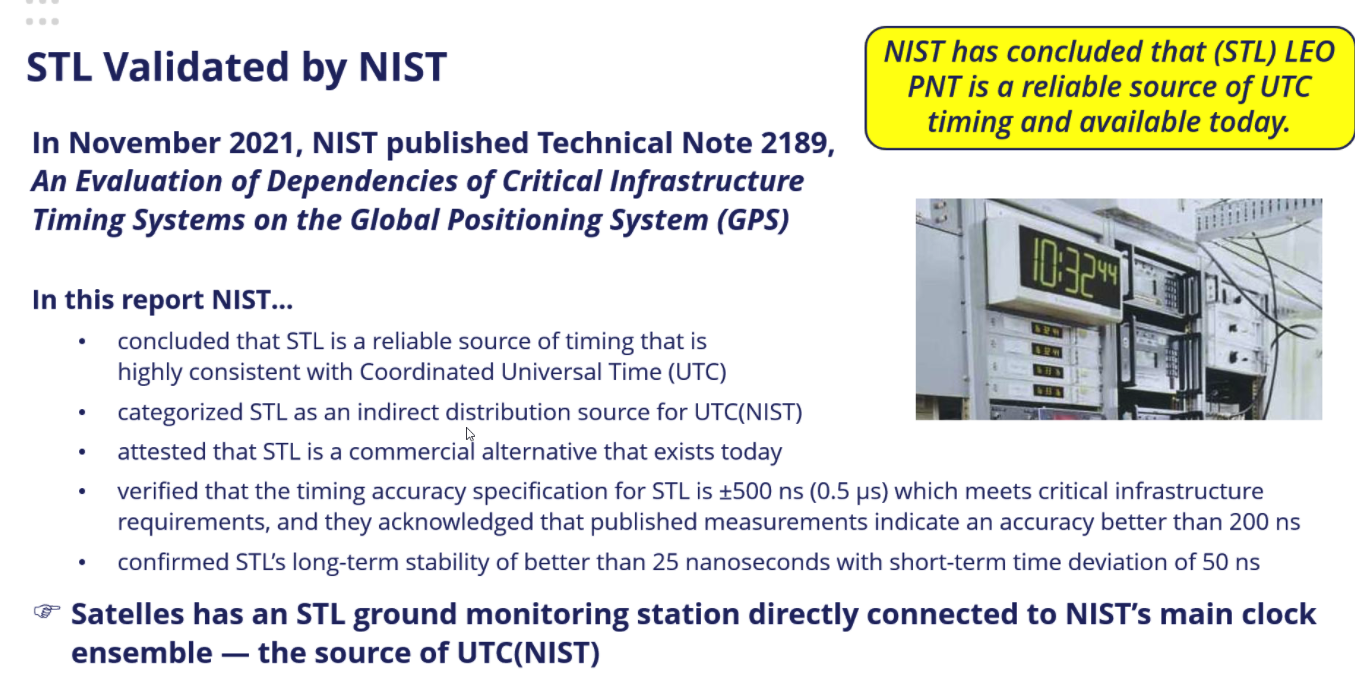 STL Validated by NIST
NIST has concluded that (STL) LEO
PNT is a reliable source of UTC
timing and available today.
In November 2021, NIST published Technical Note 2189,
An Evaluation of Dependencies of Critical Infrastructure
Timing Systems on the Global Positioning System (GPS)
10:32 44
In this report NIST...
• concluded that STL is a reliable source of timing that is
highly consistent with Coordinated Universal Time (UTC)
• categorized STL as an indirect distribution source for UTC(NIST)
• attested that STL is a commercial alternative that exists today
• verified that the timing accuracy specification for STL is ±500 ns (0.5 µs) which meets critical infrastructure
requirements, and they acknowledged that published measurements indicate an accuracy better than 200 ns
• confirmed STL’s long-term stability of better than 25 nanoseconds with short-term time deviation of 50 ns
☞ Satelles has an STL ground monitoring station directly connected to NIST’s main clock
ensemble — the source of UTC(NIST)